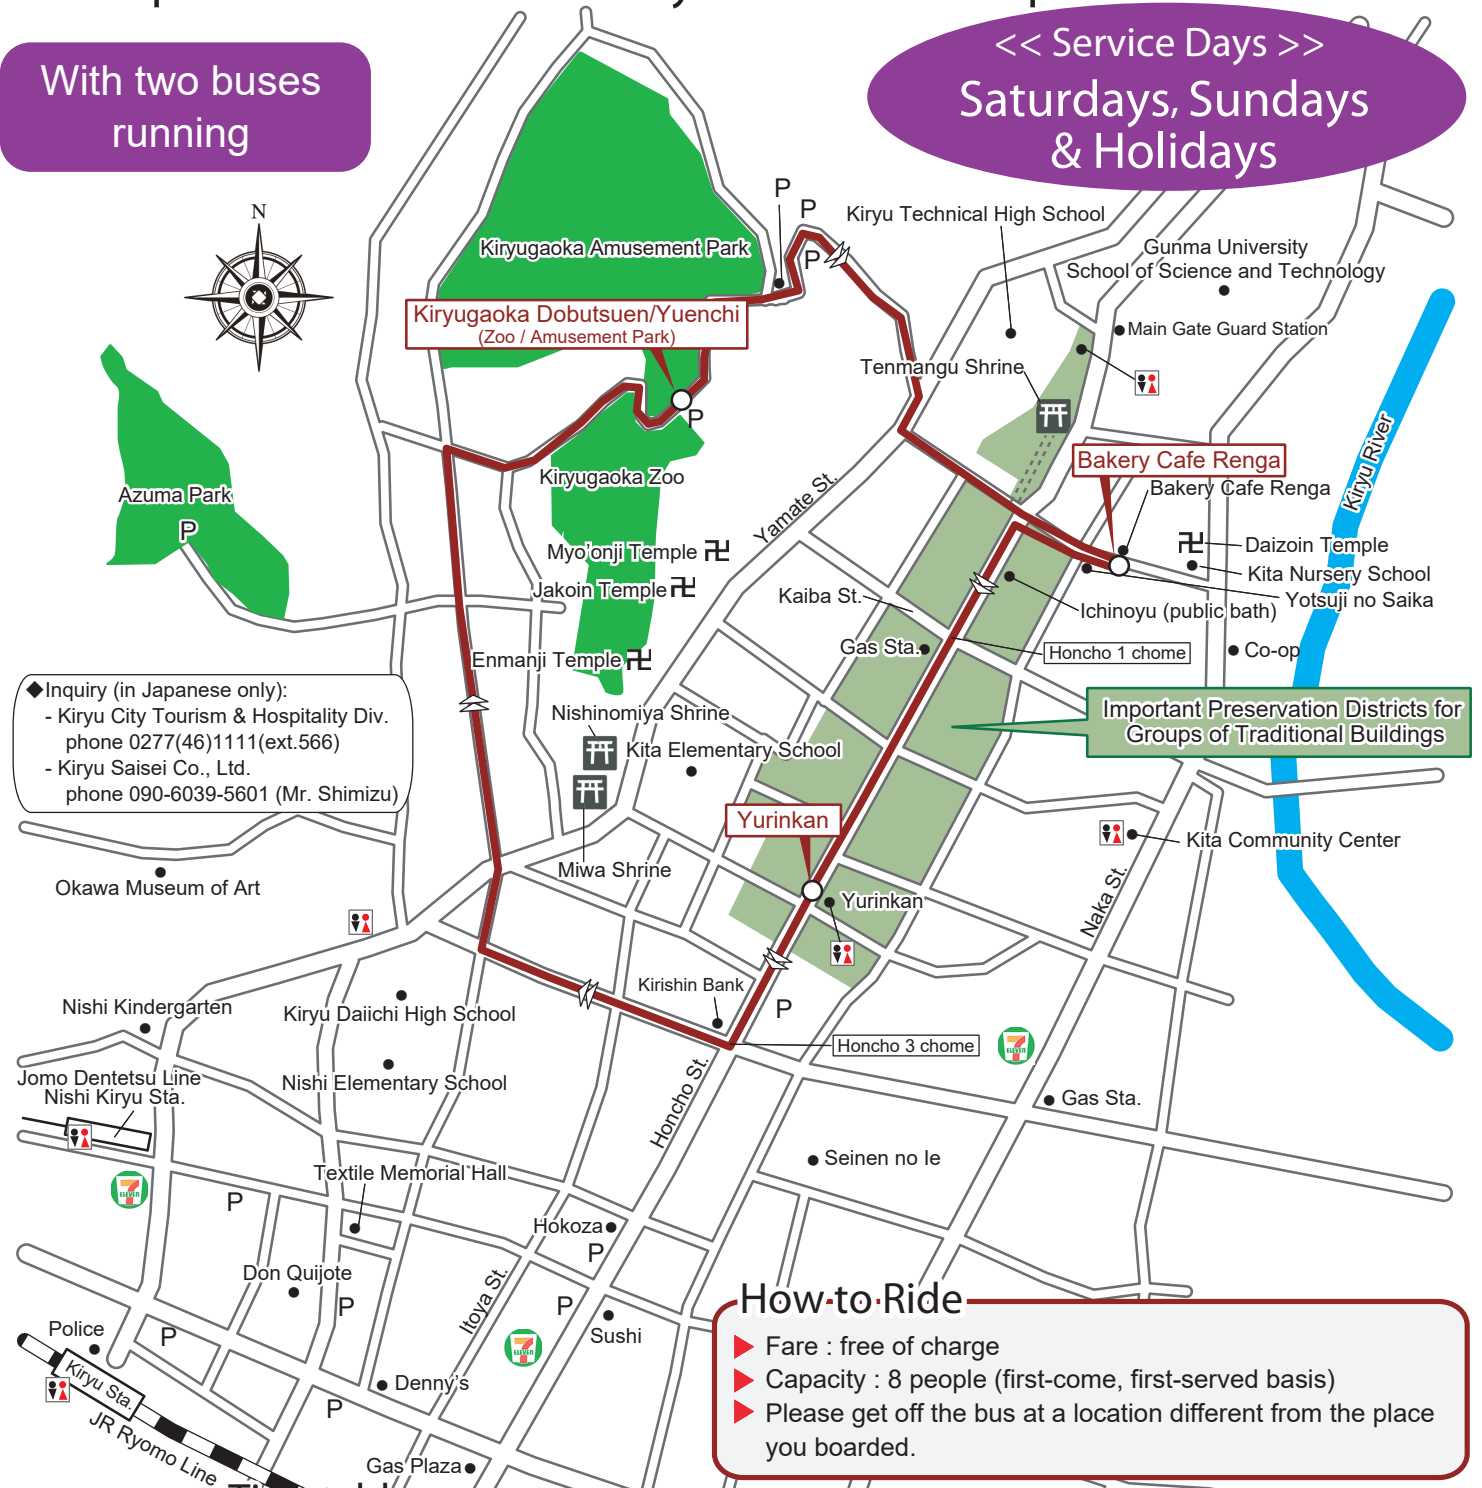 With two buses
running
<< Service Days >>
Saturdays, Sundays
& Holidays
N
P
P
P
Kiryu Technical High School
Gunma University
School of Science and Technology
Kiryugaoka Amusement Park
Kiryugaoka Dobutsuen/Yuenchi
(Zoo / Amusement Park)
Main Gate Guard Station
Tenmangu Shrine
P
Kiryu River
Bakery Cafe Renga
Bakery Cafe Renga
Kiryugaoka Zoo
Azuma Park
P
Yamate St.
Myo'onji Temple
Daizoin Temple
Jakoin Temple
Kita Nursery School
Kaiba St.
Yotsuji no Saika
Ichinoyu (public bath)
Gas Sta.
Honcho 1 chome
Co-op
Enmanji Temple
◆Inquiry (in Japanese only):
- Kiryu City Tourism & Hospitality Div.
phone 0277(46)1111(ext.566)
- Kiryu Saisei Co., Ltd.
phone 090-6039-5601 (Mr. Shimizu)
Nishinomiya Shrine
Important Preservation Districts for
Groups of Traditional Buildings
Kita Elementary School
Yurinkan
Kita Community Center
Miwa Shrine
Okawa Museum of Art
Yurinkan
Naka St.
Kirishin Bank
P
Nishi Kindergarten
Kiryu Daiichi High School
Honcho 3 chome
7
ELEVEN
Jomo Dentetsu Line
Nishi Kiryu Sta.
Nishi Elementary School
Honcho St.
Gas Sta.
Seinen no Ie
Textile Memorial Hall
7
ELEVEN
P
Hokoza
P
Don Quijote
P
Itoya St.
P
Sushi
Police
P
7
ELEVEN
Kiryu Sta.
Denny's
P
JR Ryomo Line
Gas Plaza
How to Ride
Fare : free of charge
Capacity : 8 people (first-come, first-served basis)
Please get off the bus at a location different from the place
you boarded.